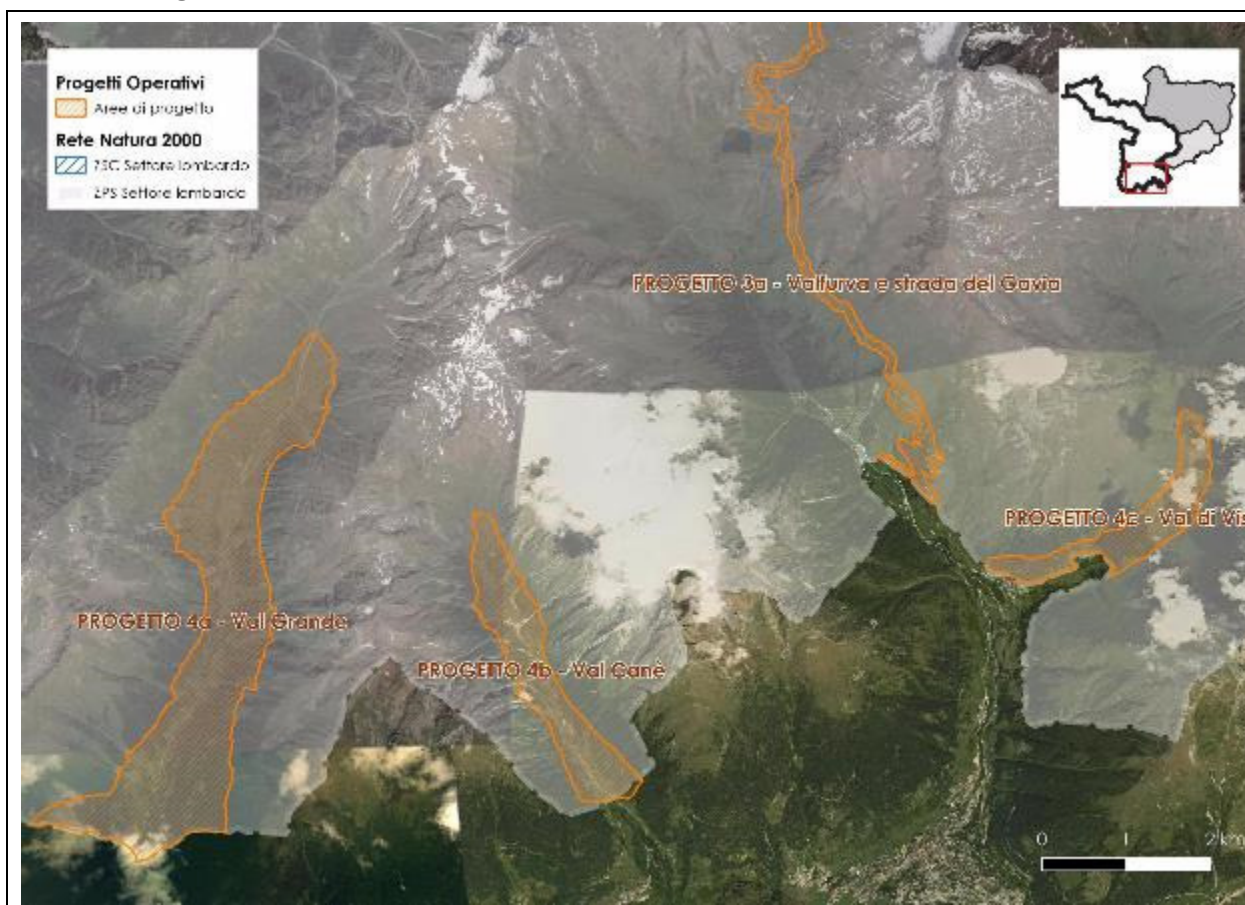 Progetti Operativi
Aree di progetto
Rete Natura 2000
ZSC Settore lombardo
ZPS Settore lombardo
PROGETTO 3a - Valfurva e strada del Gavia
PROGETTO 4c - Val di Vis
PROGETTO 4a - Val Grande
PROGETTO 4b - Val Canè
0 1 2 km